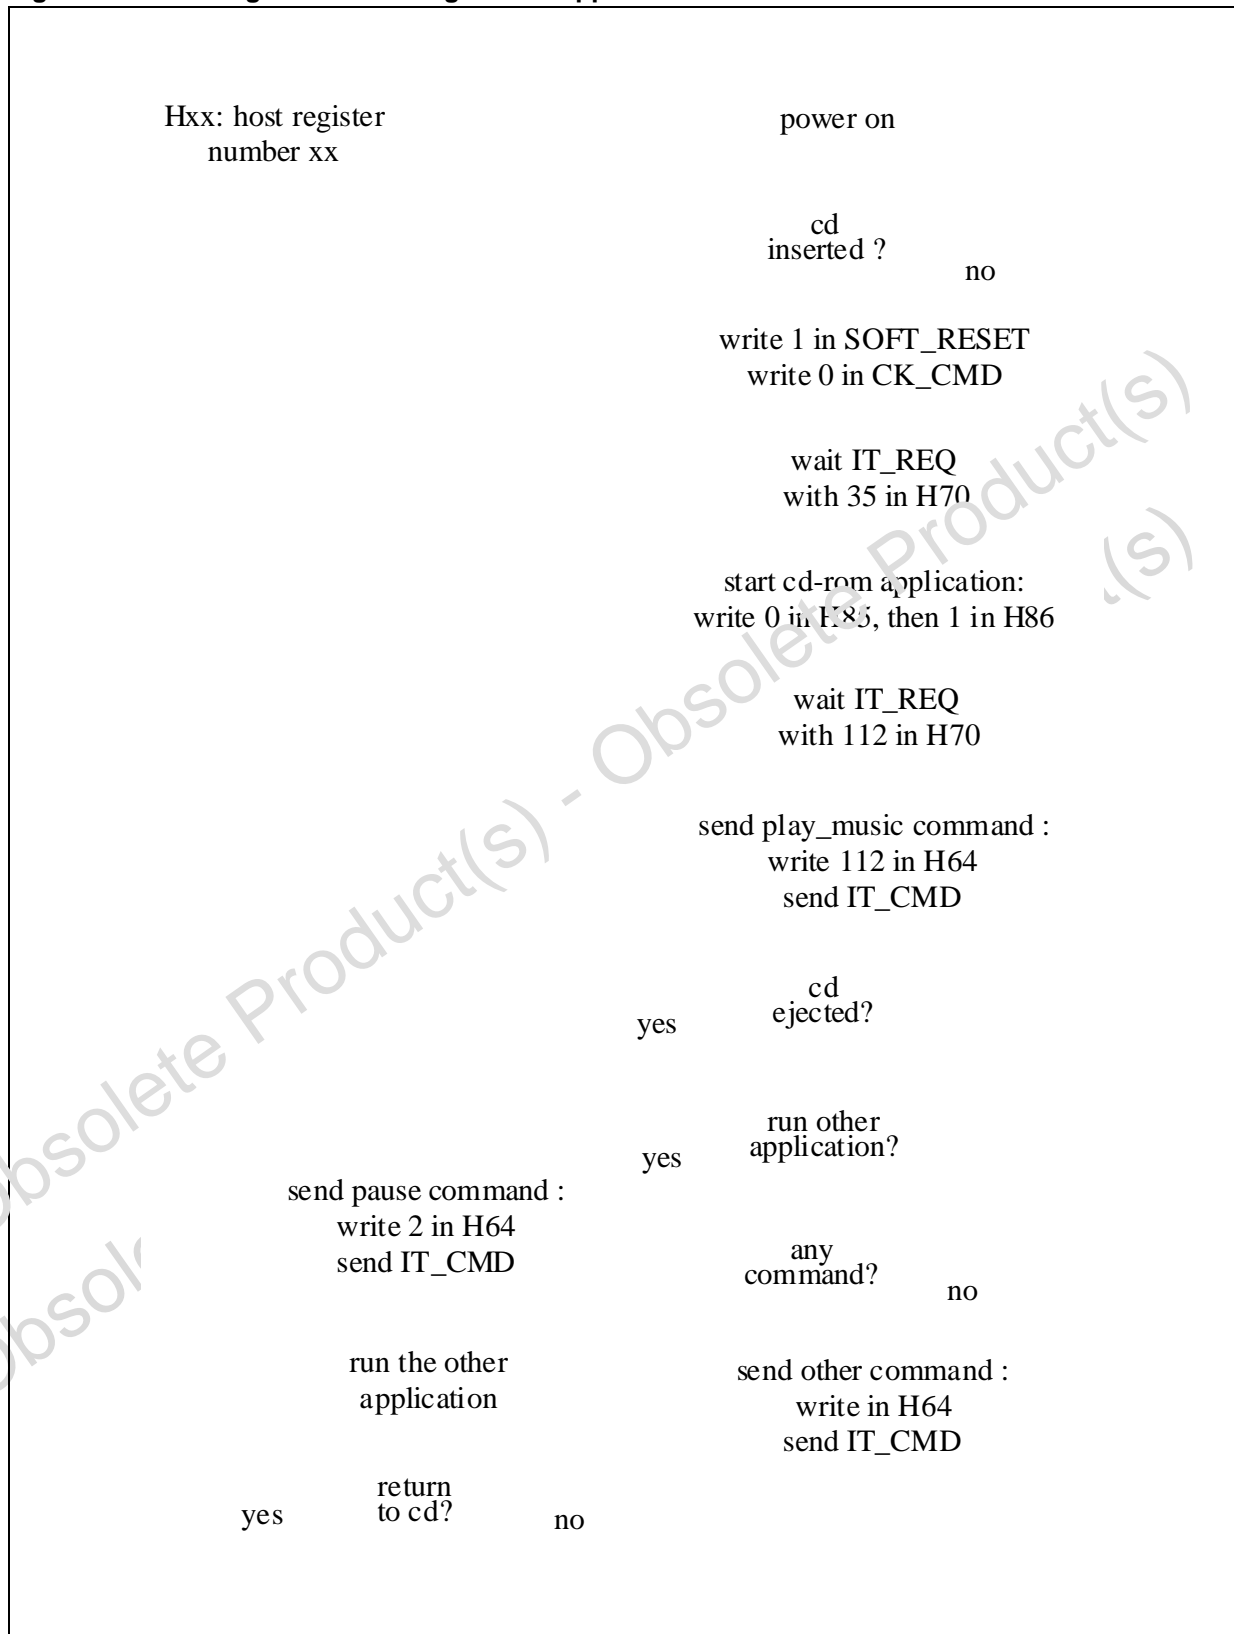 Hxx: host register
number xx
power on
cd
inserted ?
no
write 1 in SOFT_RESET
write 0 in CK_CMD
wait IT_REQ
with 35 in H70
start cd-rom application:
write 0 in H85, then 1 in H86
wait IT_REQ
with 112 in H70
send play_music command :
write 112 in H64
send IT_CMD
cd
ejected?
yes
run other
application?
yes
send pause command :
write 2 in H64
send IT_CMD
any
command?
no
run the other
application
send other command :
write in H64
send IT_CMD
return
to cd?
yes
no
Obsolete Product(s) - Obsolete Product(s)